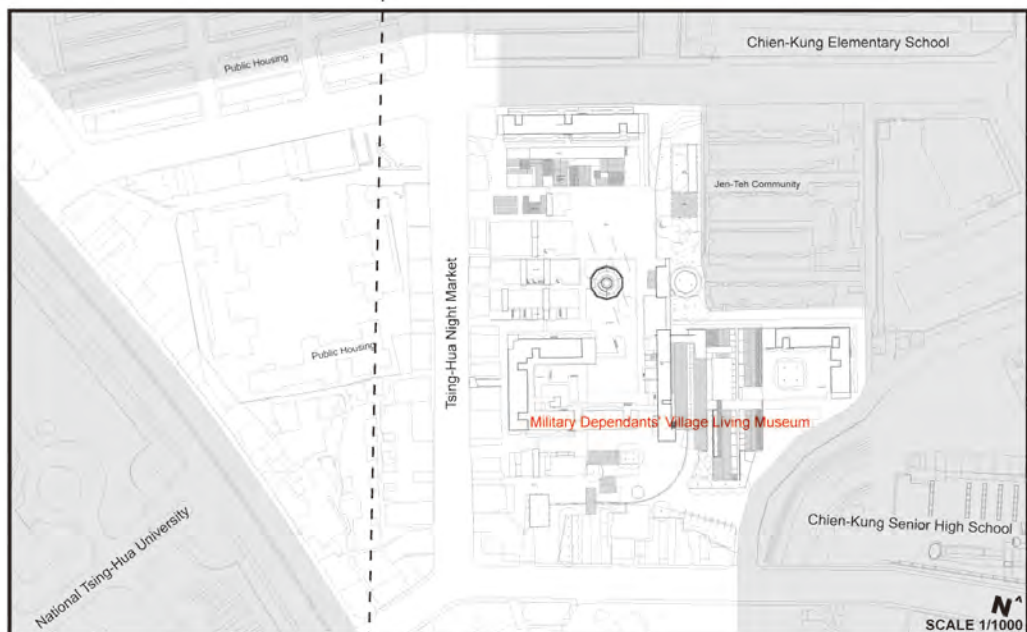 Chien-Kung Elementary School
Public Housing
Jen-Teh Community
Tsing-Hua Night Market
Public Housing
Military Dependants' Village Living Museum
Chien-Kung Senior High School
National Tsing-Hua University
N
SCALE 1/1000